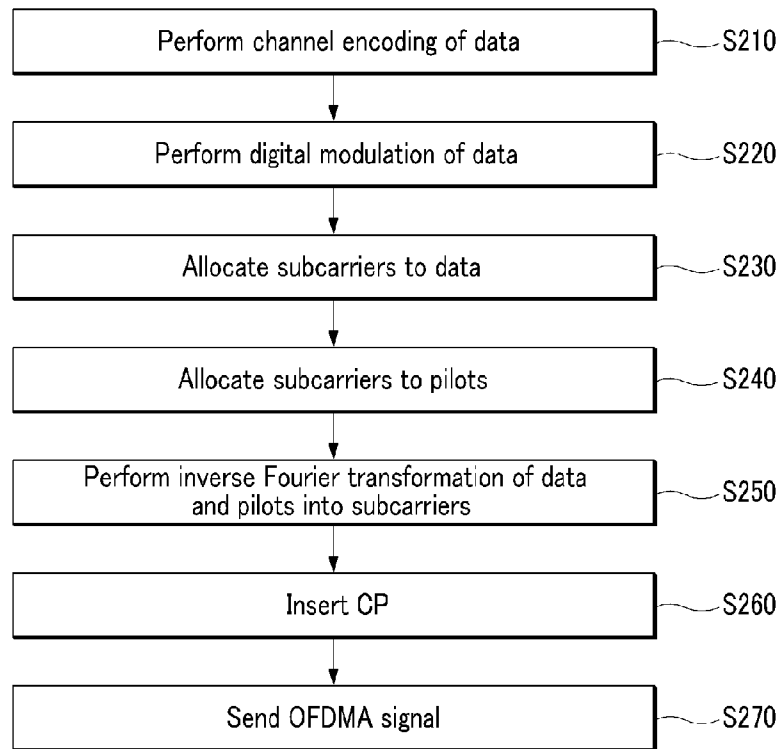 Perform channel encoding of data
S210
Perform digital modulation of data
S220
Allocate subcarriers to data
S230
Allocate subcarriers to pilots
S240
Perform inverse Fourier transformation of data
and pilots into subcarriers
S250
Insert CP
S260
Send OFDMA signal
S270